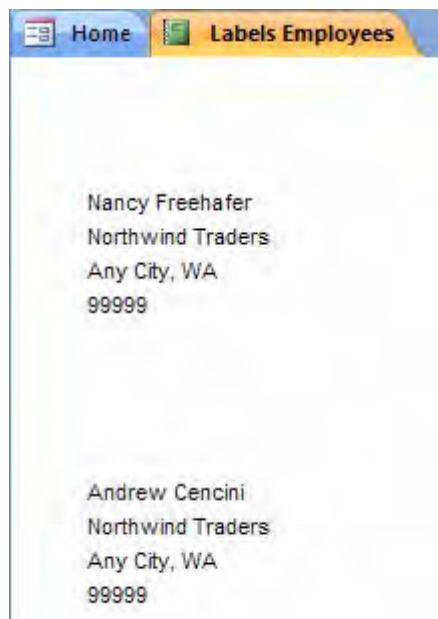 Home Labels Employees
Nancy Freehafer
Northwind Traders
Any City, WA
99999
Andrew Cencini
Northwind Traders
Any City, WA
99999